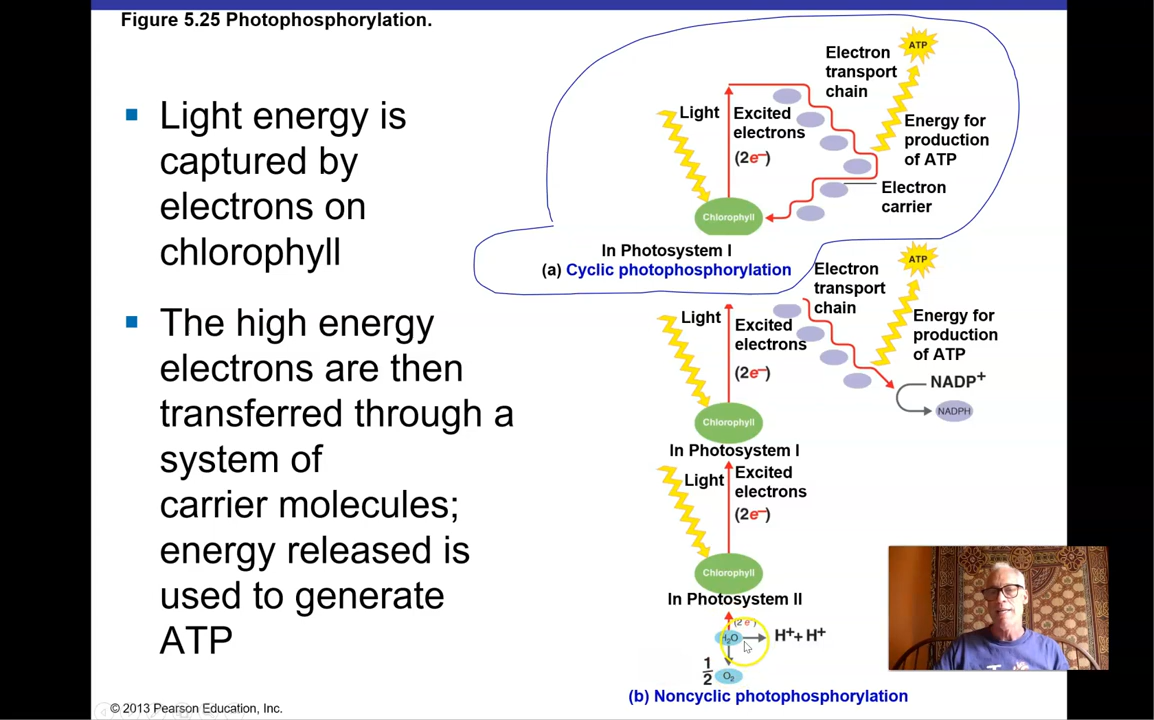 Figure 5.25 Photophosphorylation.
Light energy is
captured by
electrons on
chlorophyll
The high energy
electrons are then
transferred through a
system of
carrier molecules;
energy released is
used to generate
ATP
© 2013 Pearson Education, Inc.
ATP
Electron
transport
chain
Light
Excited
electrons
(2e⁻)
Energy for
production
of ATP
Electron
carrier
Chlorophyll
In Photosystem I
(a) Cyclic photophosphorylation
ATP
Electron
transport
chain
Light
Excited
electrons
(2e⁻)
Energy for
production
of ATP
NADP⁺
NADPH
Chlorophyll
In Photosystem I
Light
Excited
electrons
(2e⁻)
Chlorophyll
In Photosystem II
(2 e⁻)
H₂O
H⁺ + H⁺
1
2
O₂
(b) Noncyclic photophosphorylation